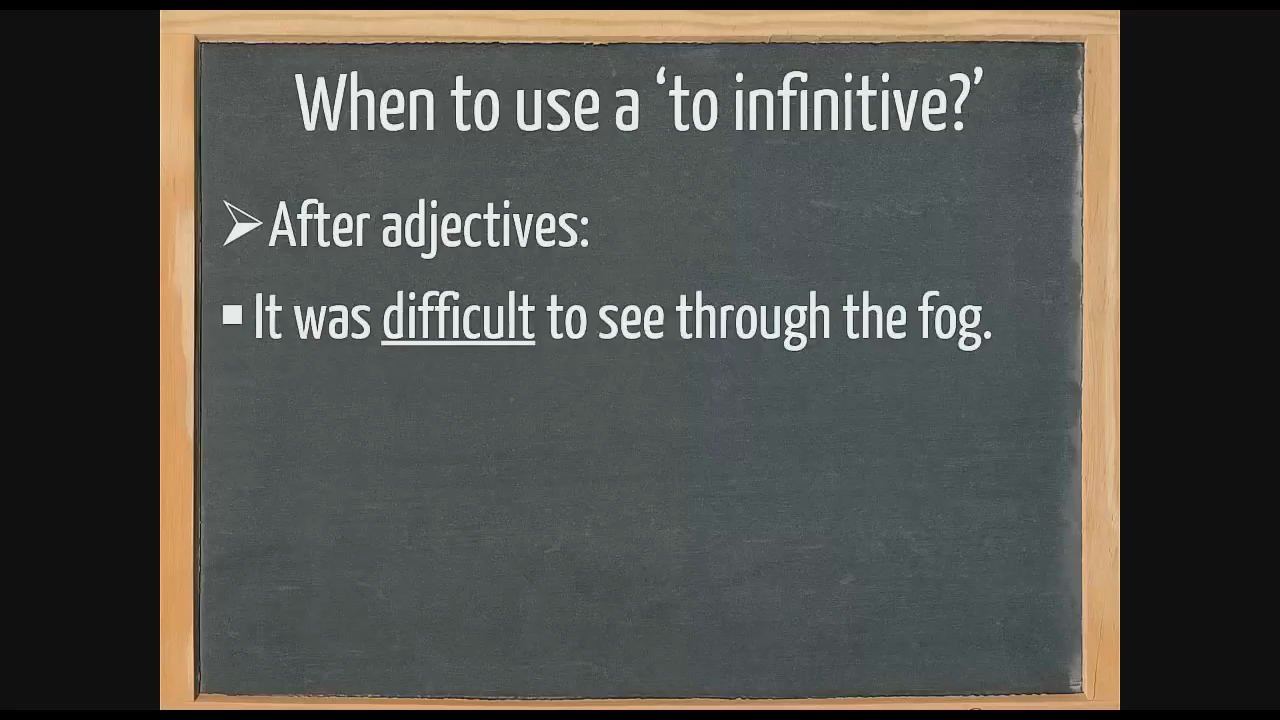 When to use a ‘to infinitive?’
After adjectives:
It was difficult to see through the fog.